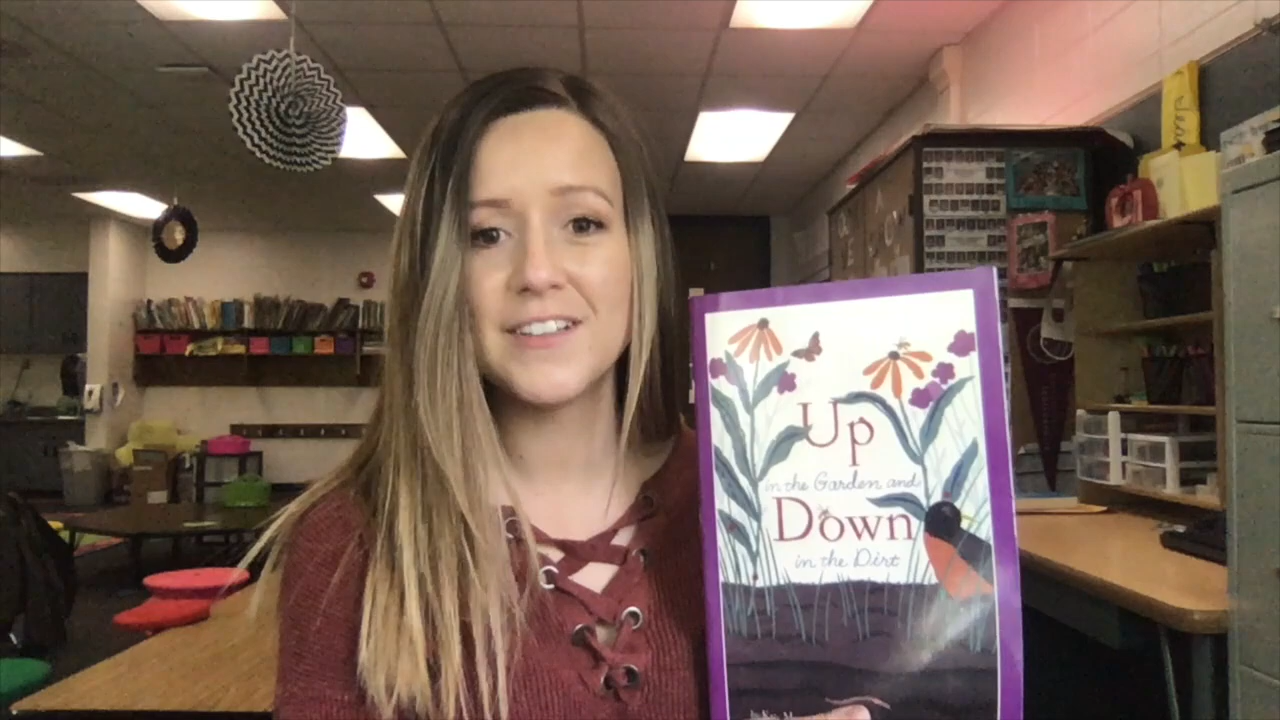 Up
in the Garden and
Down
in the Dirt